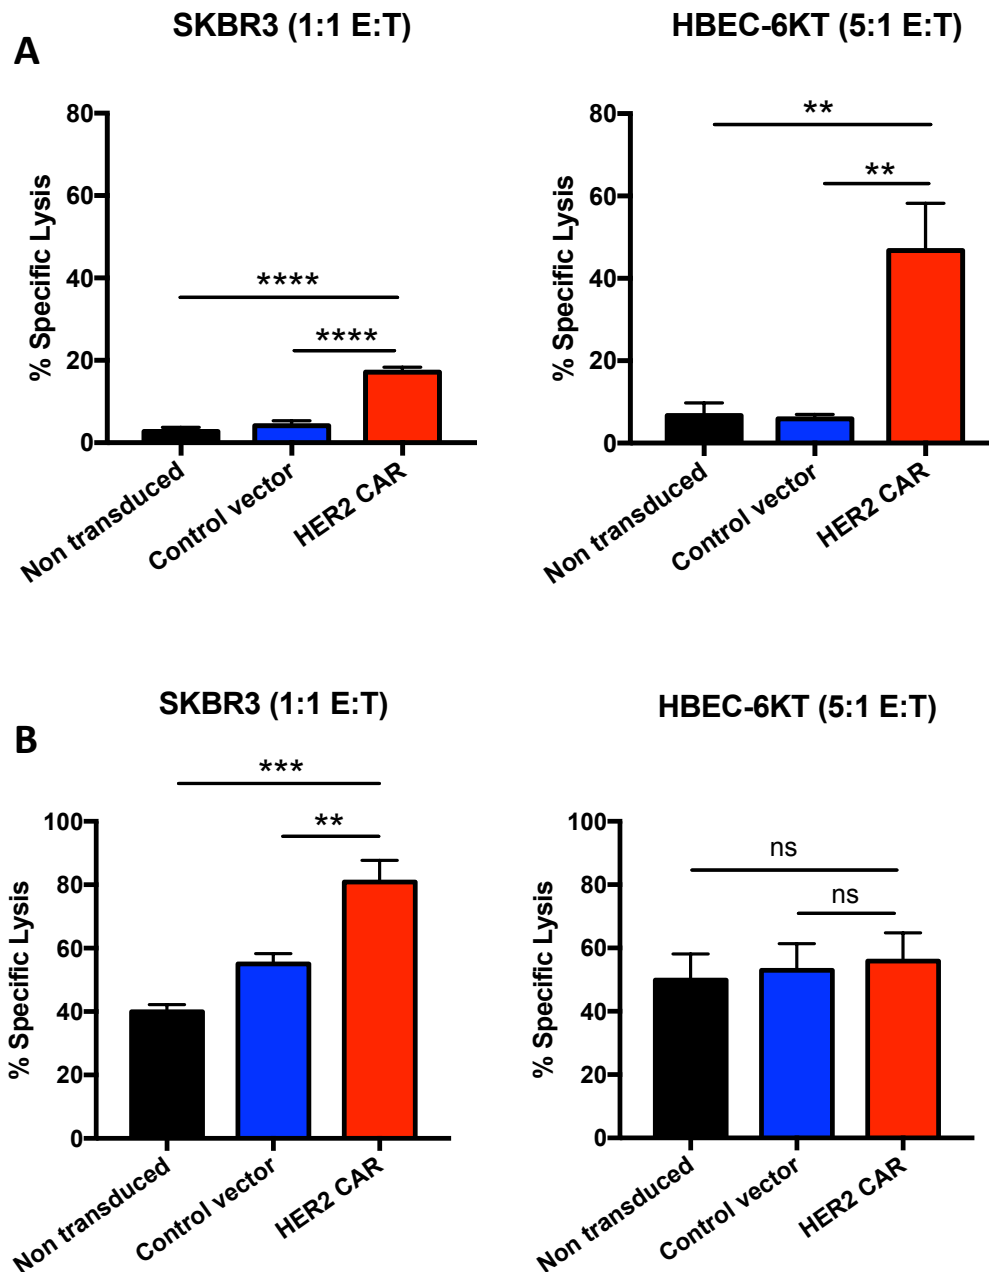 SKBR3 (1:1 E:T)
HBEC-6KT (5:1 E:T)
A
80
60
40
20
0
% Specific Lysis
****
****
Non transduced
Control vector
HER2 CAR
80
60
40
20
0
% Specific Lysis
**
**
Non transduced
Control vector
HER2 CAR
SKBR3 (1:1 E:T)
HBEC-6KT (5:1 E:T)
B
100
80
60
40
20
0
% Specific Lysis
***
**
Non transduced
Control vector
HER2 CAR
100
80
60
40
20
0
% Specific Lysis
ns
ns
Non transduced
Control vector
HER2 CAR